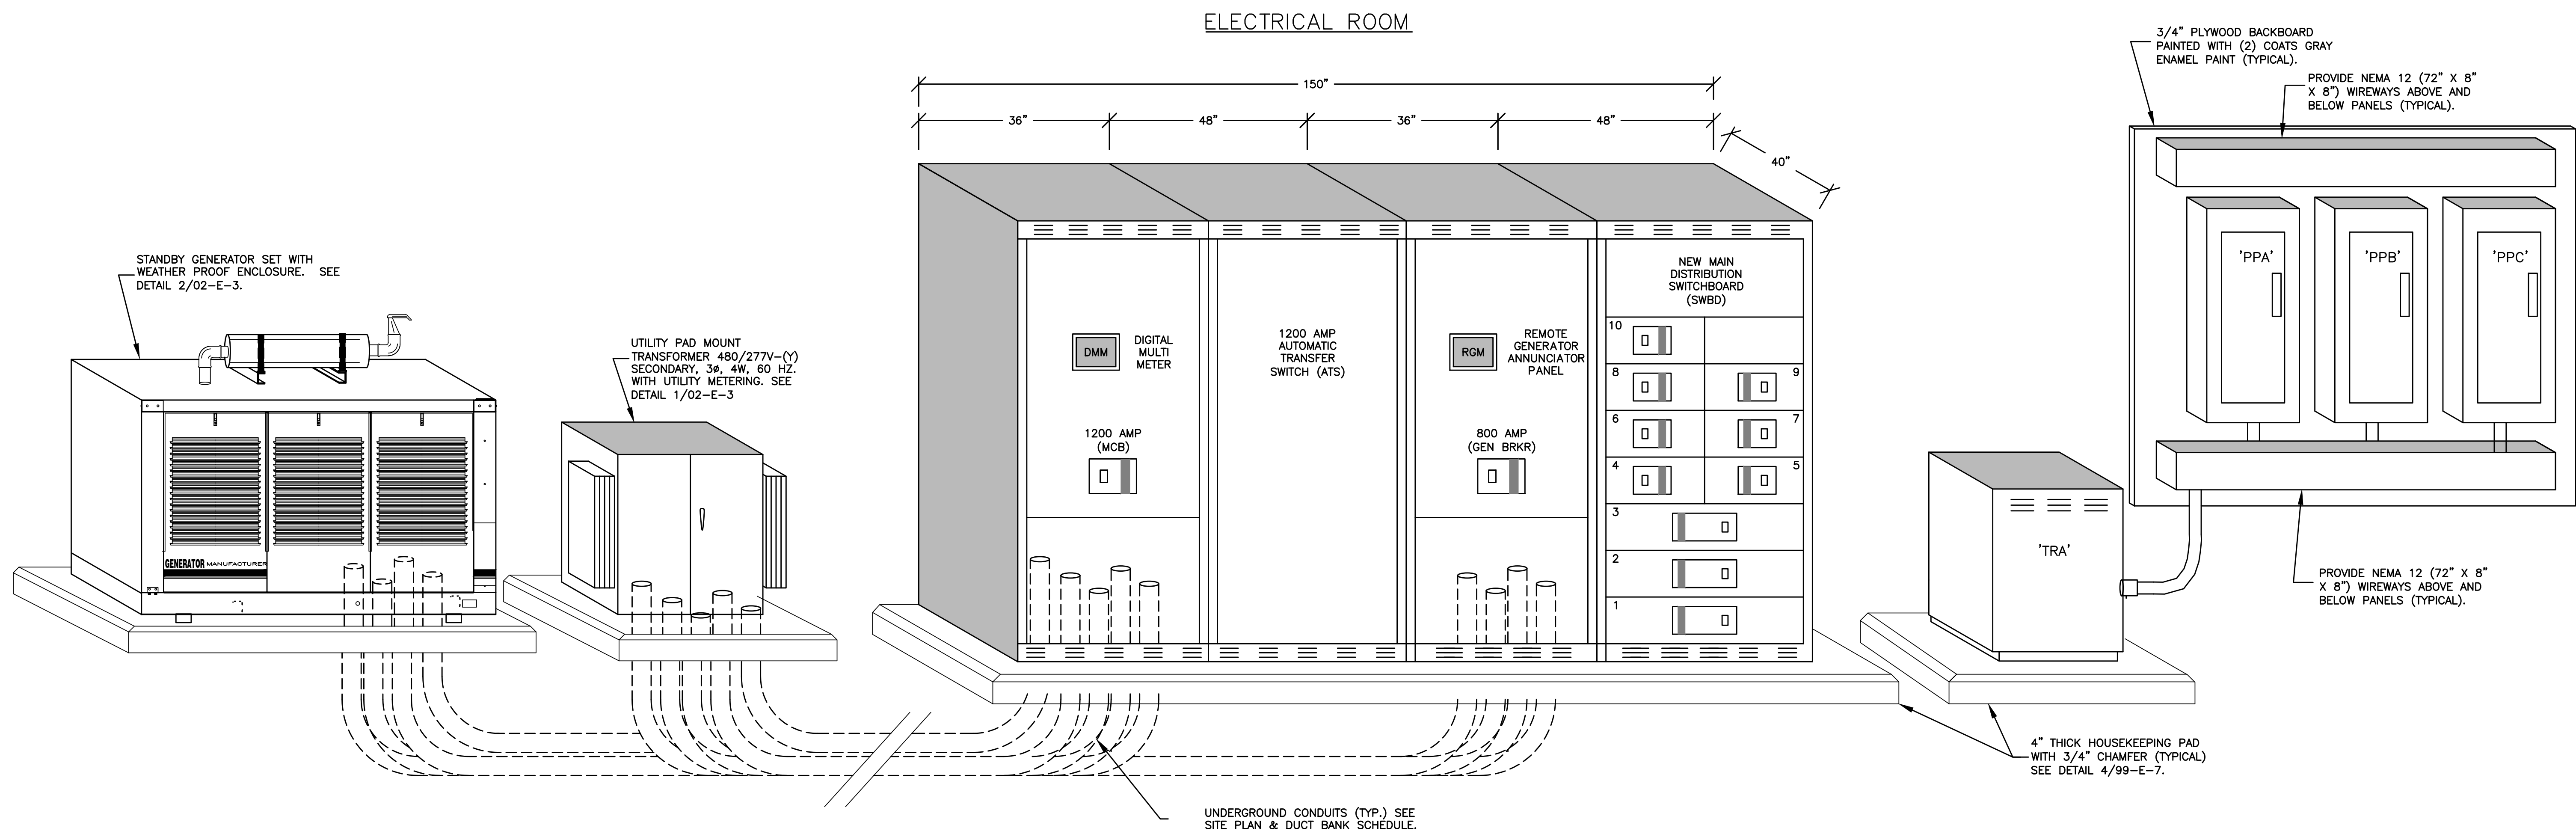 ELECTRICAL ROOM
150"
36"
48"
36"
48"
40"
STANDBY GENERATOR SET WITH
WEATHER PROOF ENCLOSURE. SEE
DETAIL 2/02-E-3.
GENERATOR MANUFACTURER
UTILITY PAD MOUNT
TRANSFORMER 480/277V-(Y)
SECONDARY, 3ø, 4W, 60 HZ.
WITH UTILITY METERING. SEE
DETAIL 1/02-E-3
DMM
DIGITAL
MULTI
METER
1200 AMP
(MCB)
1200 AMP
AUTOMATIC
TRANSFER
SWITCH (ATS)
RGM
REMOTE
GENERATOR
ANNUNCIATOR
PANEL
800 AMP
(GEN BRKR)
NEW MAIN
DISTRIBUTION
SWITCHBOARD
(SWBD)
10
8
9
6
7
4
5
3
2
1
3/4" PLYWOOD BACKBOARD
PAINTED WITH (2) COATS GRAY
ENAMEL PAINT (TYPICAL).
PROVIDE NEMA 12 (72" X 8"
X 8") WIREWAYS ABOVE AND
BELOW PANELS (TYPICAL).
'PPA'
'PPB'
'PPC'
'TRA'
PROVIDE NEMA 12 (72" X 8"
X 8") WIREWAYS ABOVE AND
BELOW PANELS (TYPICAL).
4" THICK HOUSEKEEPING PAD
WITH 3/4" CHAMFER (TYPICAL)
SEE DETAIL 4/99-E-7.
UNDERGROUND CONDUITS (TYP.) SEE
SITE PLAN & DUCT BANK SCHEDULE.